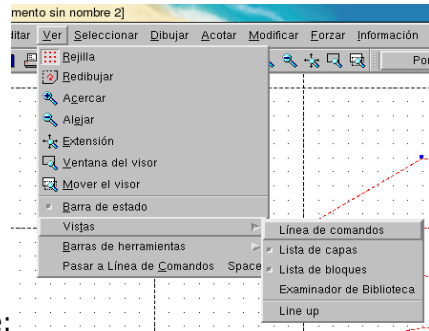 mento sin nombre 2]
ditar Ver Seleccionar Dibujar Acotar Modificar Forzar Información
Por
Rejilla
Redibujar
Acercar
Alejar
Extensión
Ventana del visor
Mover el visor
Barra de estado
Vistas
Barras de herramientas
Pasar a Línea de Comandos Space
Línea de comandos
Lista de capas
Lista de bloques
Examinador de Biblioteca
Line up
e: